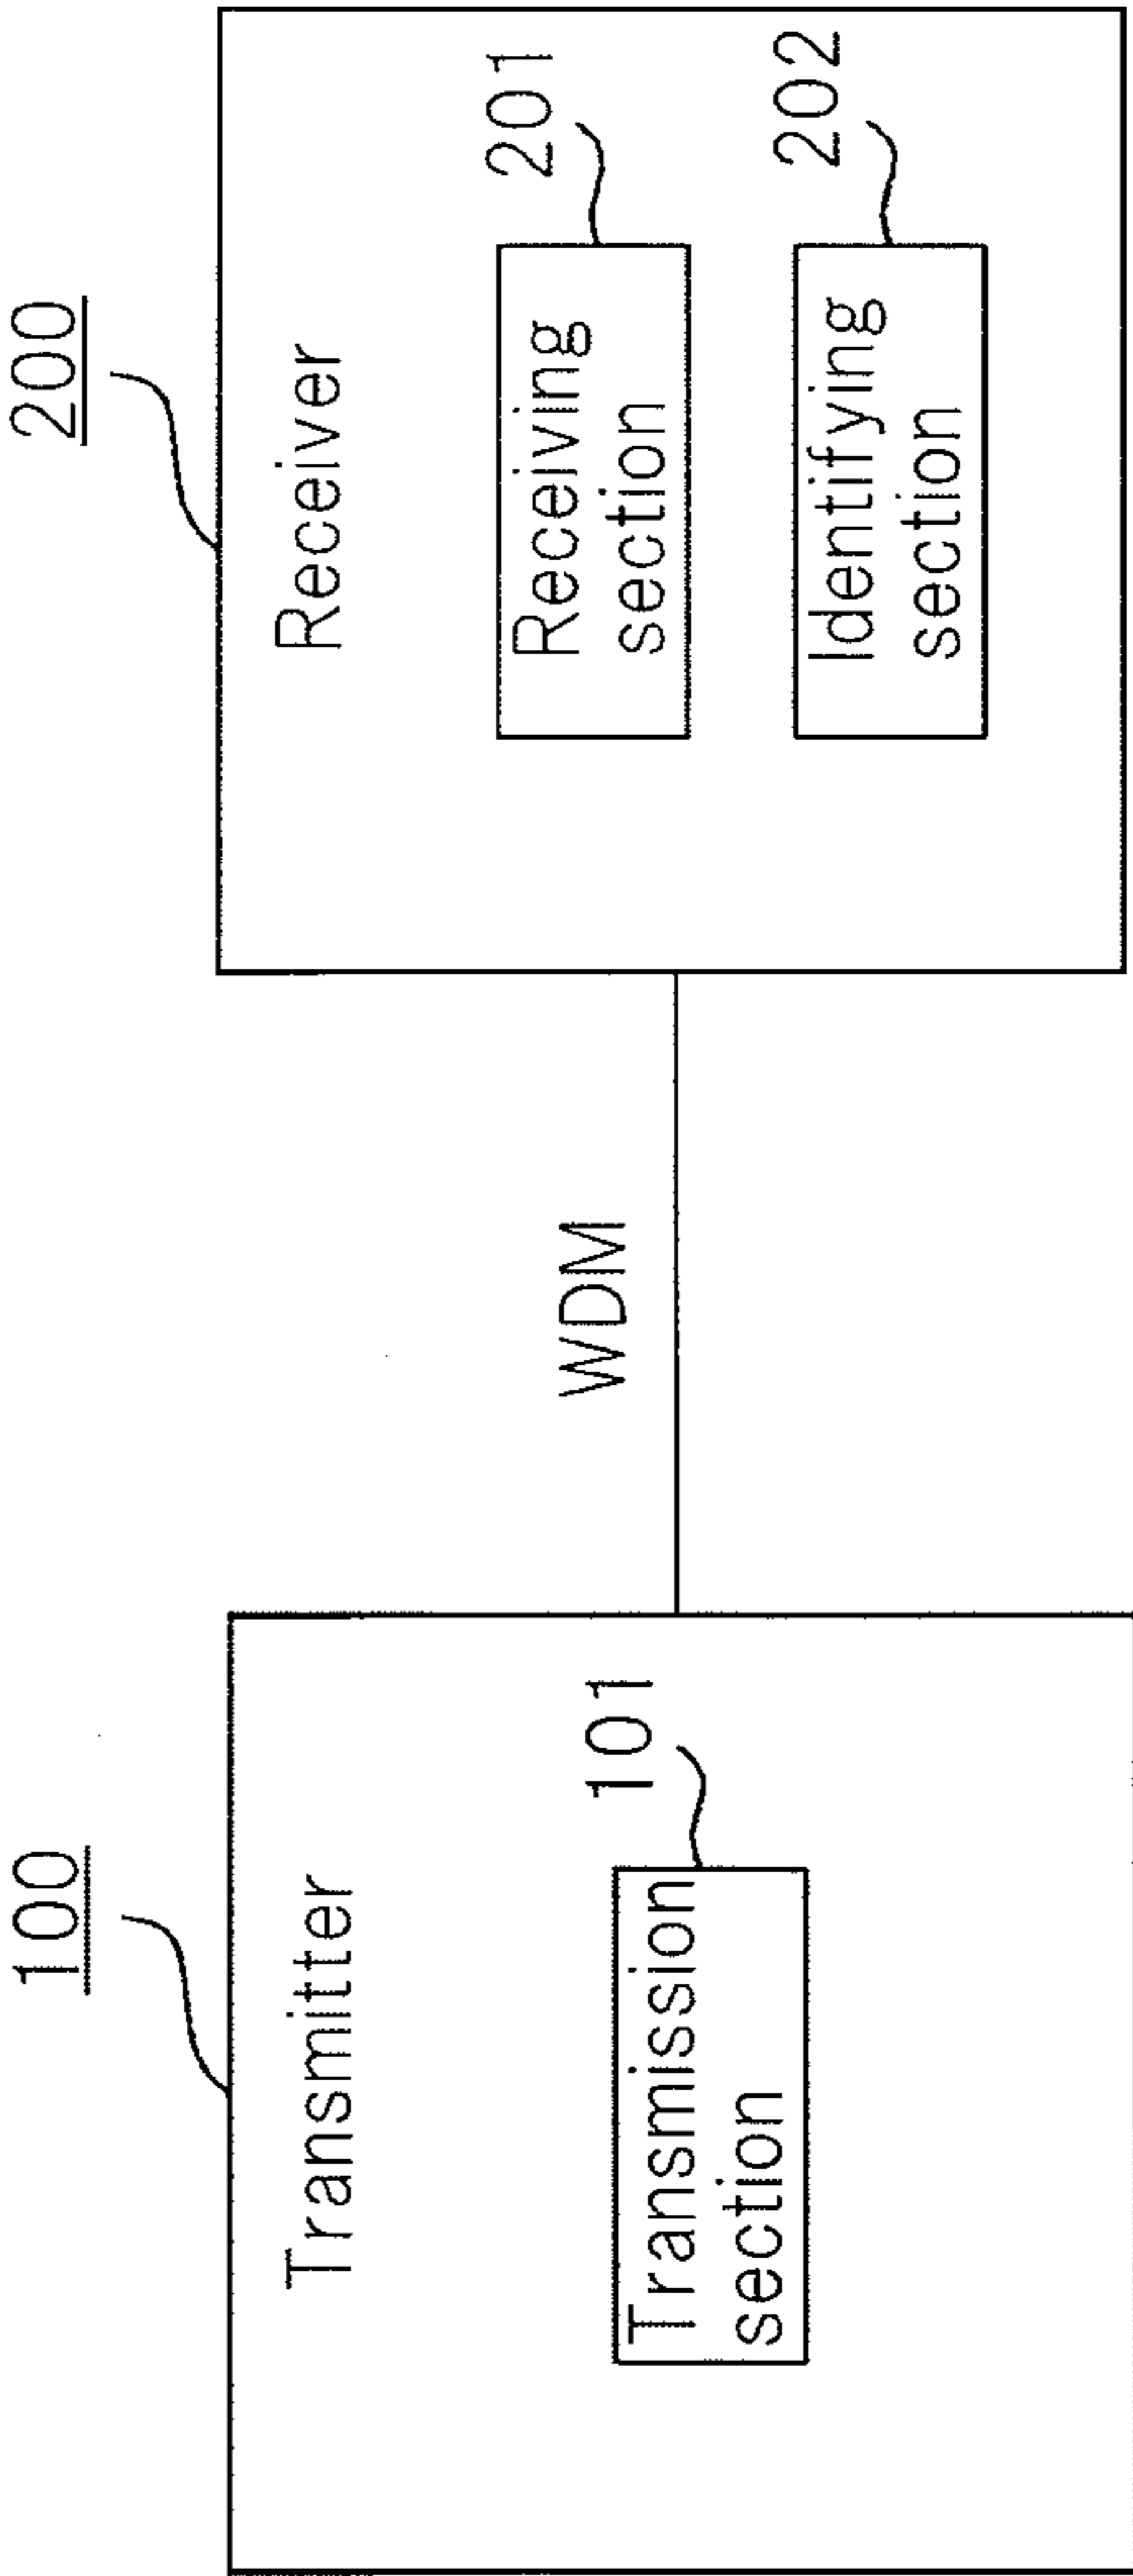 100
Transmitter
101
Transmission
section
WDM
200
Receiver
201
Receiving
section
202
Identifying
section